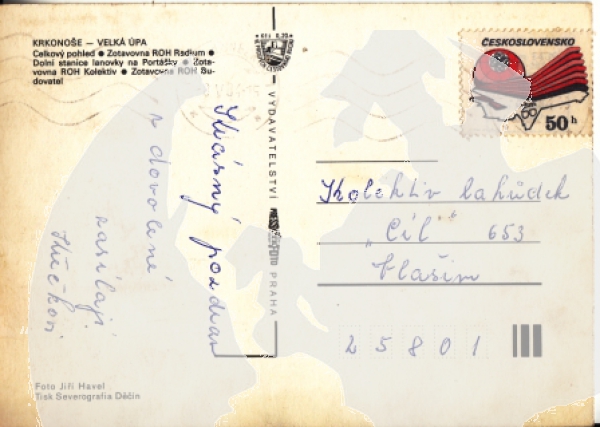 KRKONOŠE — VELKÁ ÚPA
Celkový pohled ● Zotavovna ROH Radium ●
Dolní stanice lanovky na Portášky ● Zota-
vovna ROH Kolektiv ● Zotavovna ROH Bu-
dovatel
Krásný pozdrav
z dovolené
zasílají
VYDAVATELSTVÍ
PRAHA
ČESKOSLOVENSKO
50 h
Kolektiv lahůdek
„Cíl" 653
Vlašim
25801
Foto Jiří Havel
Tisk Severografia Děčín